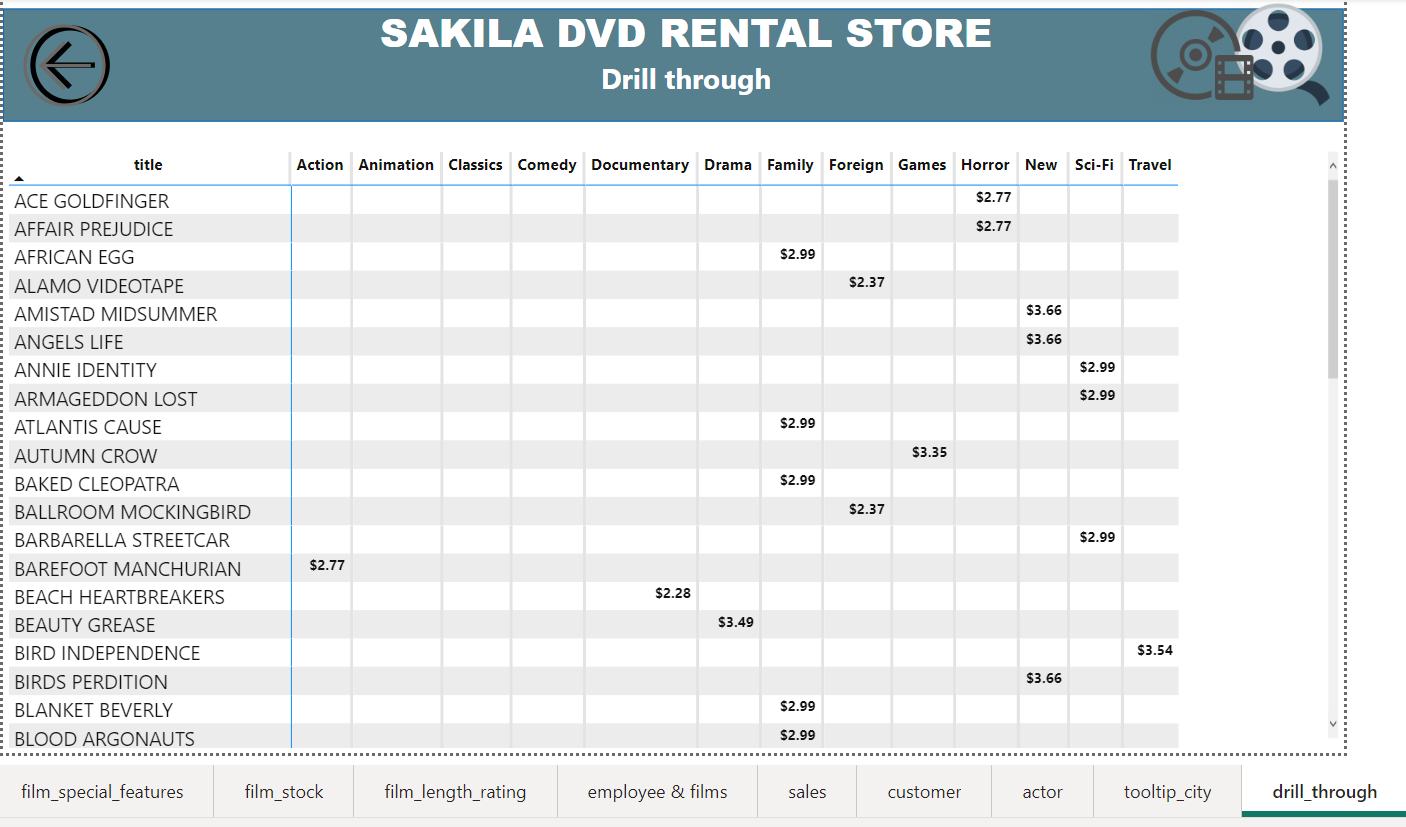 SAKILA DVD RENTAL STORE
Drill through
title Action Animation Classics Comedy Documentary Drama Family Foreign Games Horror New Sci-Fi Travel
ACE GOLDFINGER $2.77
AFFAIR PREJUDICE $2.77
AFRICAN EGG $2.99
ALAMO VIDEOTAPE $2.37
AMISTAD MIDSUMMER $3.66
ANGELS LIFE $3.66
ANNIE IDENTITY $2.99
ARMAGEDDON LOST $2.99
ATLANTIS CAUSE $2.99
AUTUMN CROW $3.35
BAKED CLEOPATRA $2.99
BALLROOM MOCKINGBIRD $2.37
BARBARELLA STREETCAR $2.99
BAREFOOT MANCHURIAN $2.77
BEACH HEARTBREAKERS $2.28
BEAUTY GREASE $3.49
BIRD INDEPENDENCE $3.54
BIRDS PERDITION $3.66
BLANKET BEVERLY $2.99
BLOOD ARGONAUTS $2.99
film_special_features film_stock film_length_rating employee & films sales customer actor tooltip_city drill_through